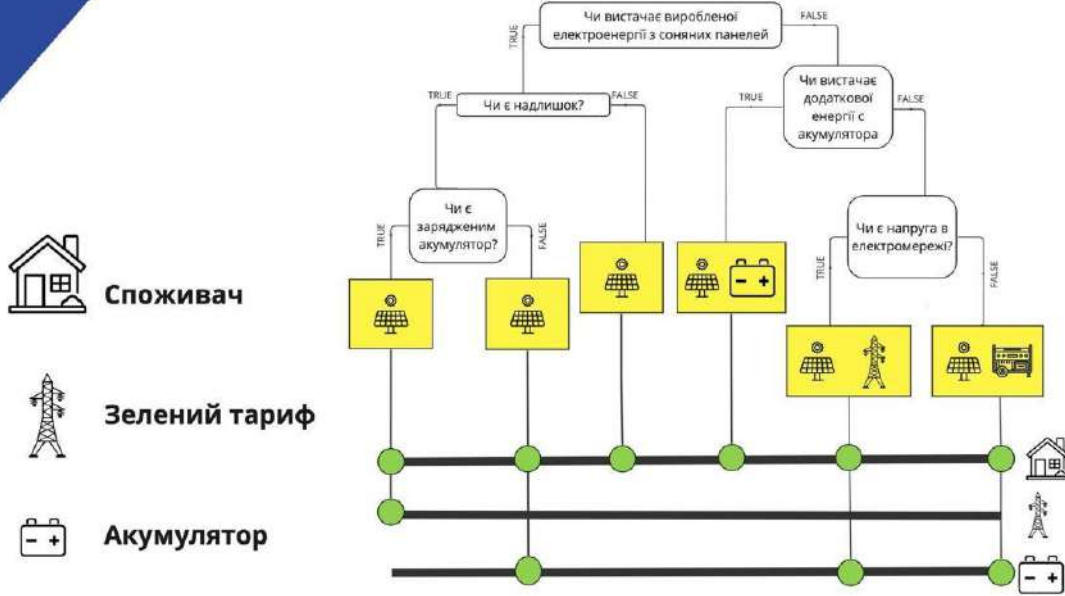 Чи вистачає виробленої
електроенергії з соняних панелей
TRUE
FALSE
Чи є надлишок?
TRUE
FALSE
Чи вистачає
додаткової
енергії с
акумулятора
TRUE
FALSE
Чи є
зарядженим
акумулятор?
TRUE
FALSE
Чи є напруга в
електромережі?
TRUE
FALSE
Споживач
Зелений тариф
Акумулятор